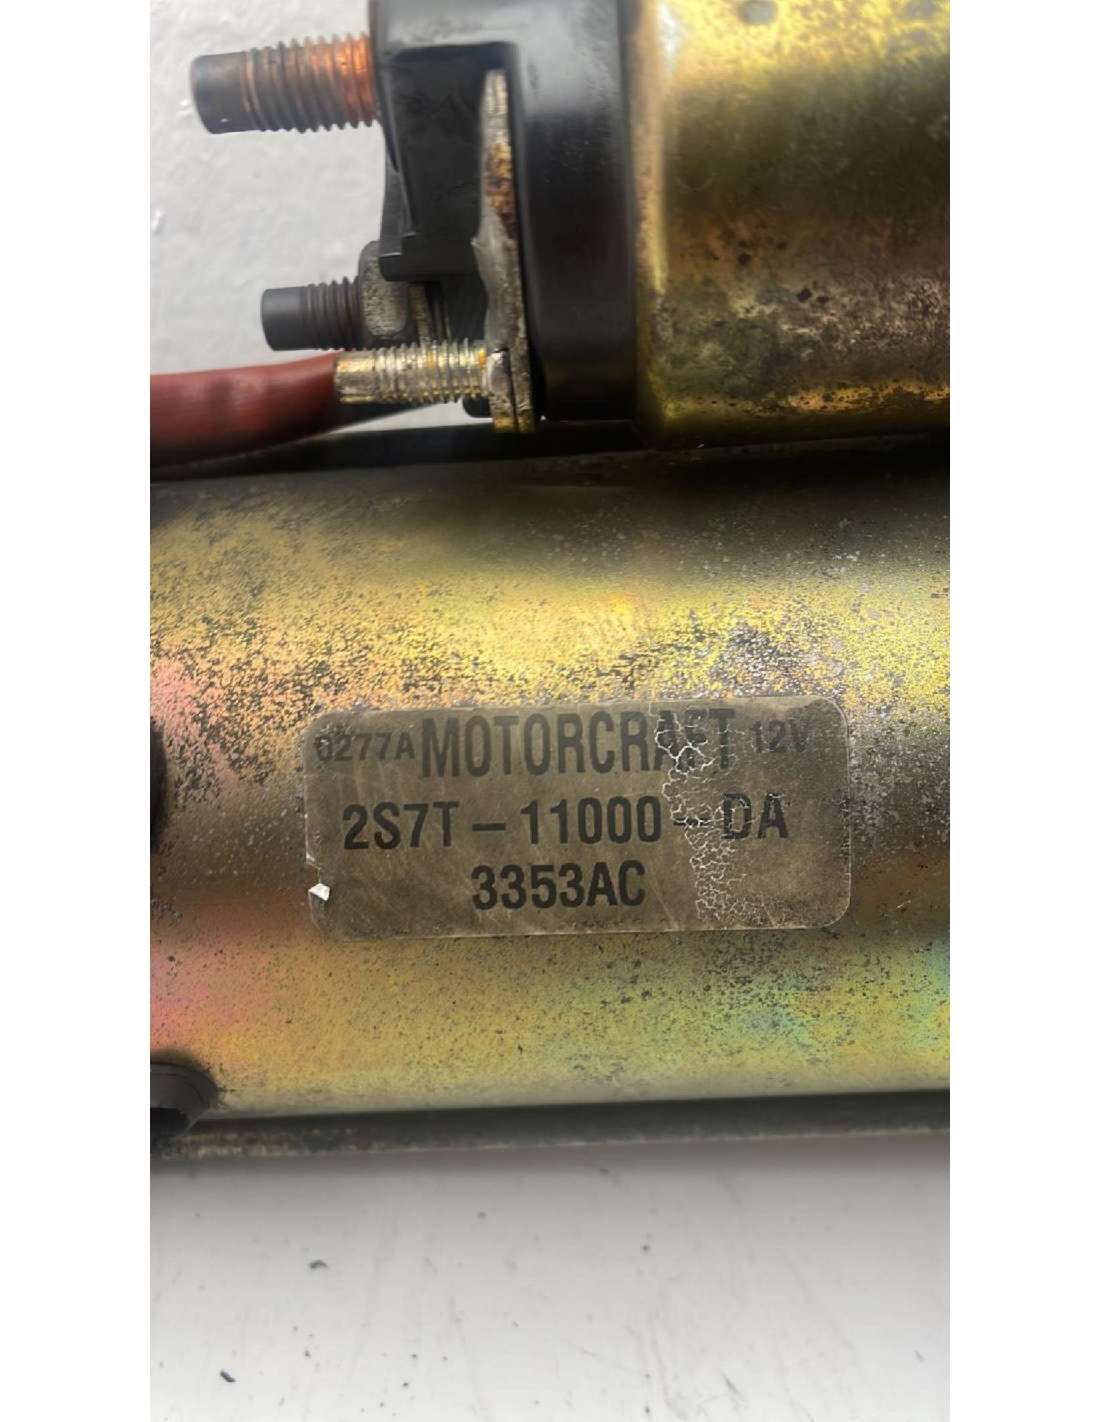 0277A MOTORCRAFT 12V
2S7T-11000-DA
3353AC